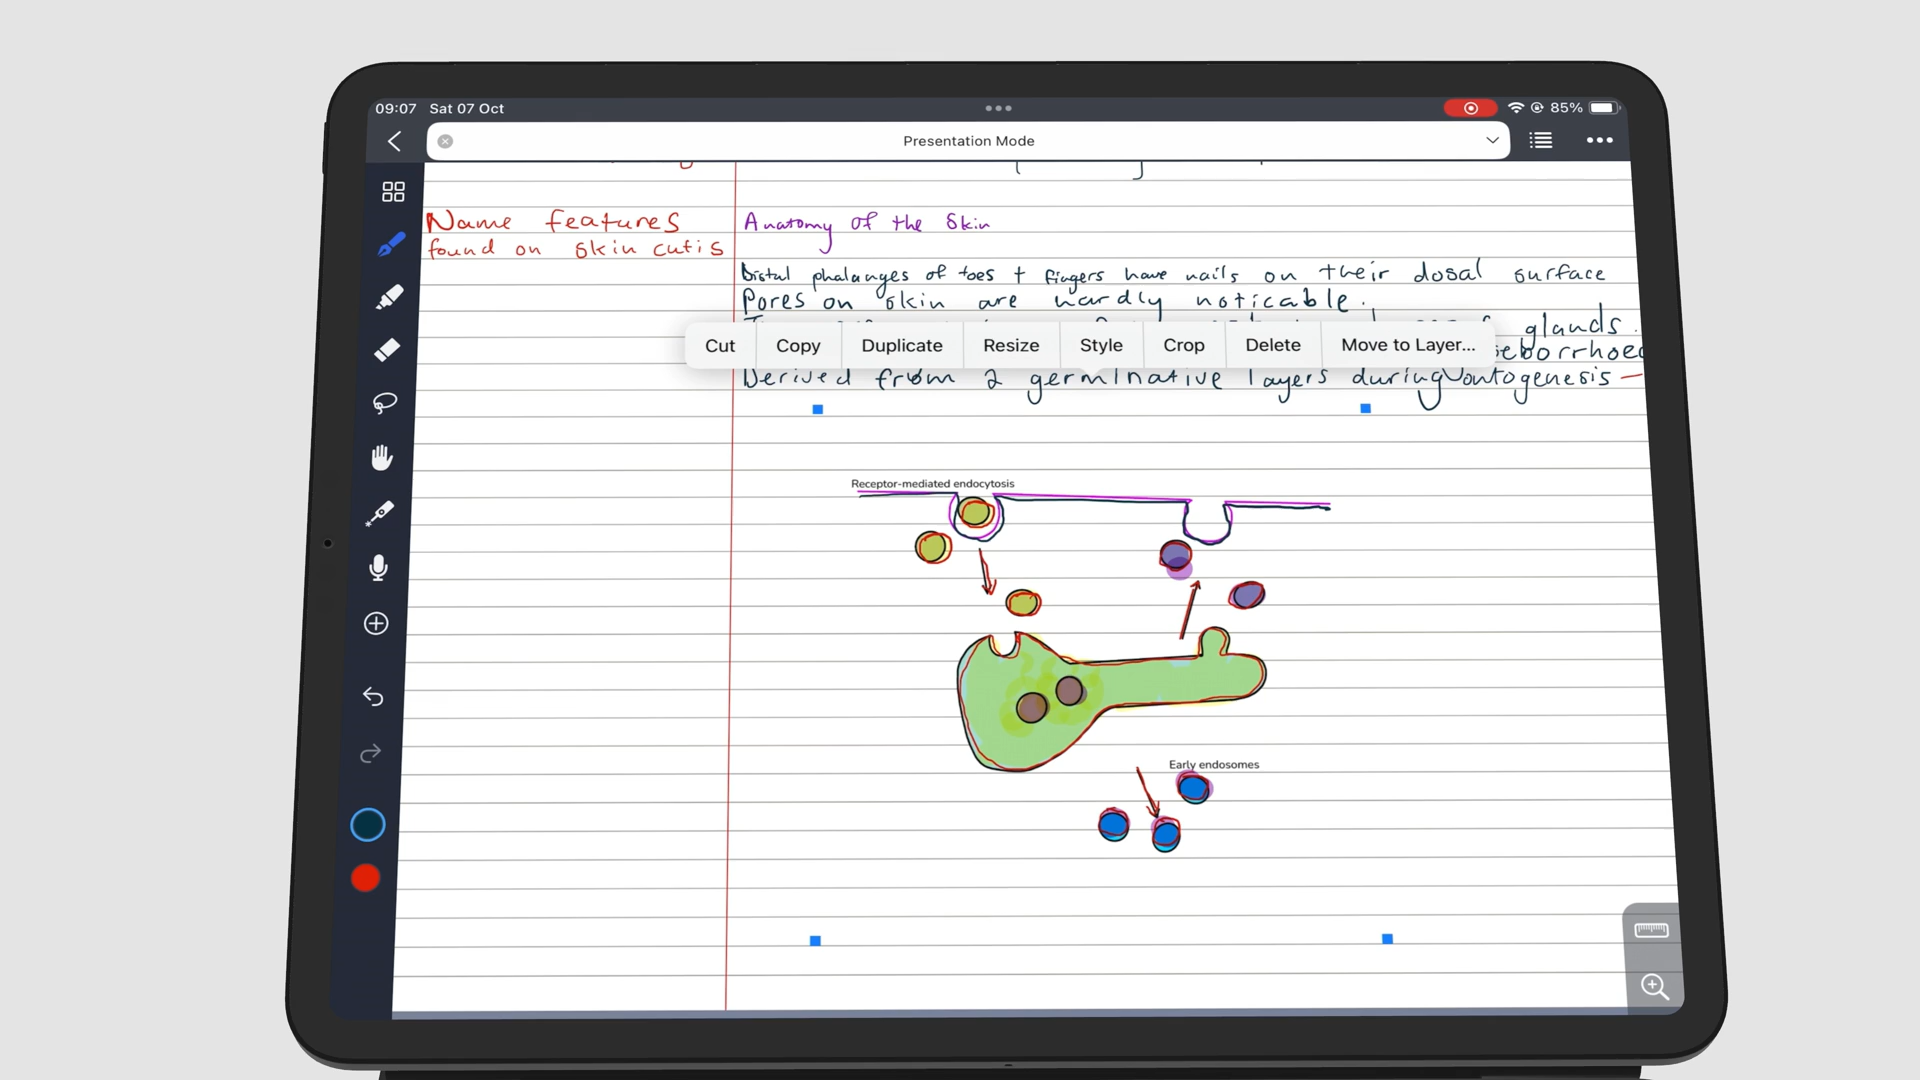 09:07 Sat 07 Oct
85%
Presentation Mode
Name features
found on skin cutis
Anatomy of the Skin
Distal phalanges of toes + fingers have nails on their dosal surface
Pores on skin are hardly noticable.
glands.
Cut Copy Duplicate Resize Style Crop Delete Move to Layer...
Derived from 2 germinative layers during ontogenesis —
Receptor-mediated endocytosis
Early endosomes